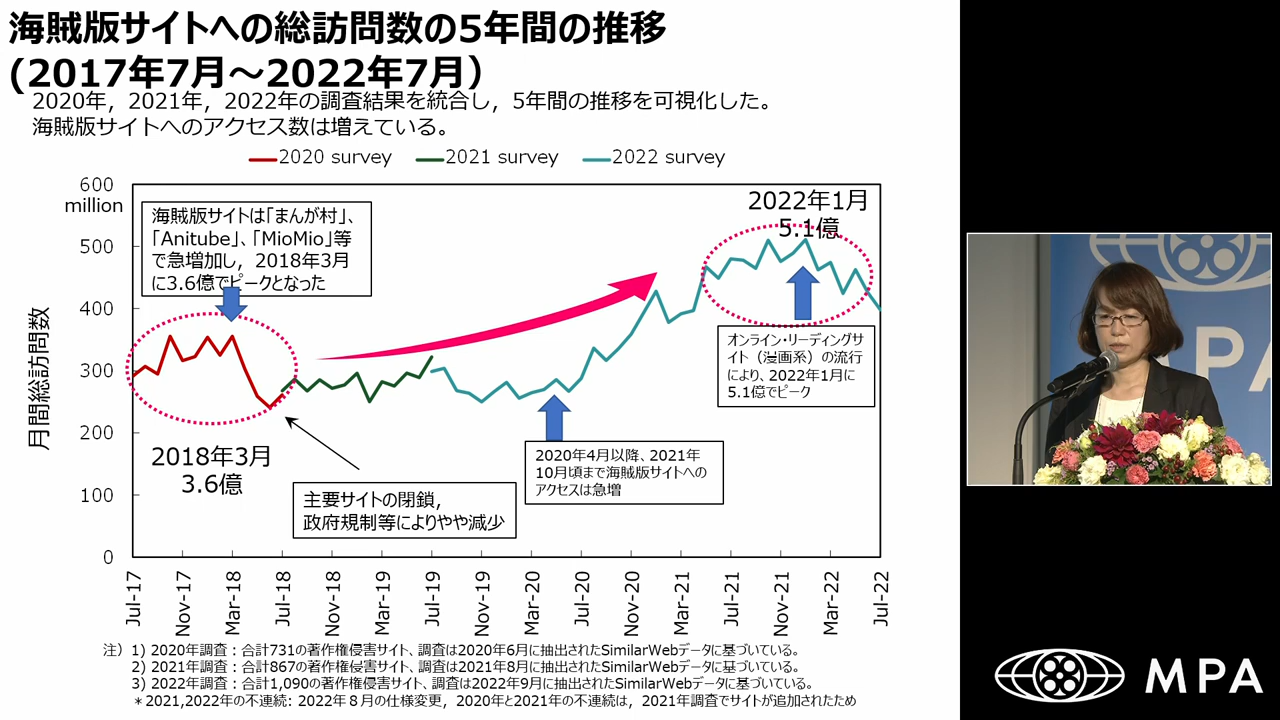 海賊版サイトへの総訪問数の5年間の推移
(2017年7月～2022年7月）
2020年，2021年，2022年の調査結果を統合し，5年間の推移を可視化した。
海賊版サイトへのアクセス数は増えている。
2020 survey 2021 survey 2022 survey
600
million
500
400
300
200
100
0
月間総訪問数
海賊版サイトは「まんが村」、
「Anitube」、「MioMio」等
で急増加し，2018年3月
に3.6億でピークとなった
2022年1月
5.1億
オンライン・リーディングサ
イト（漫画系）の流行
により、2022年1月に
5.1億でピーク
2018年3月
3.6億
主要サイトの閉鎖，
政府規制等によりやや減少
2020年4月以降、2021年
10月頃まで海賊版サイトへの
アクセスは急増
Jul-17
Nov-17
Mar-18
Jul-18
Nov-18
Mar-19
Jul-19
Nov-19
Mar-20
Jul-20
Nov-20
Mar-21
Jul-21
Nov-21
Mar-22
Jul-22
注）1) 2020年調査：合計731の著作権侵害サイト、調査は2020年6月に抽出されたSimilarWebデータに基づいている。
2) 2021年調査：合計867の著作権侵害サイト、調査は2021年8月に抽出されたSimilarWebデータに基づいている。
3) 2022年調査：合計1,090の著作権侵害サイト、調査は2022年9月に抽出されたSimilarWebデータに基づいている。
＊2021,2022年の不連続: 2022年８月の仕様変更，2020年と2021年の不連続は，2021年調査でサイトが追加されたため
MPA
MPA